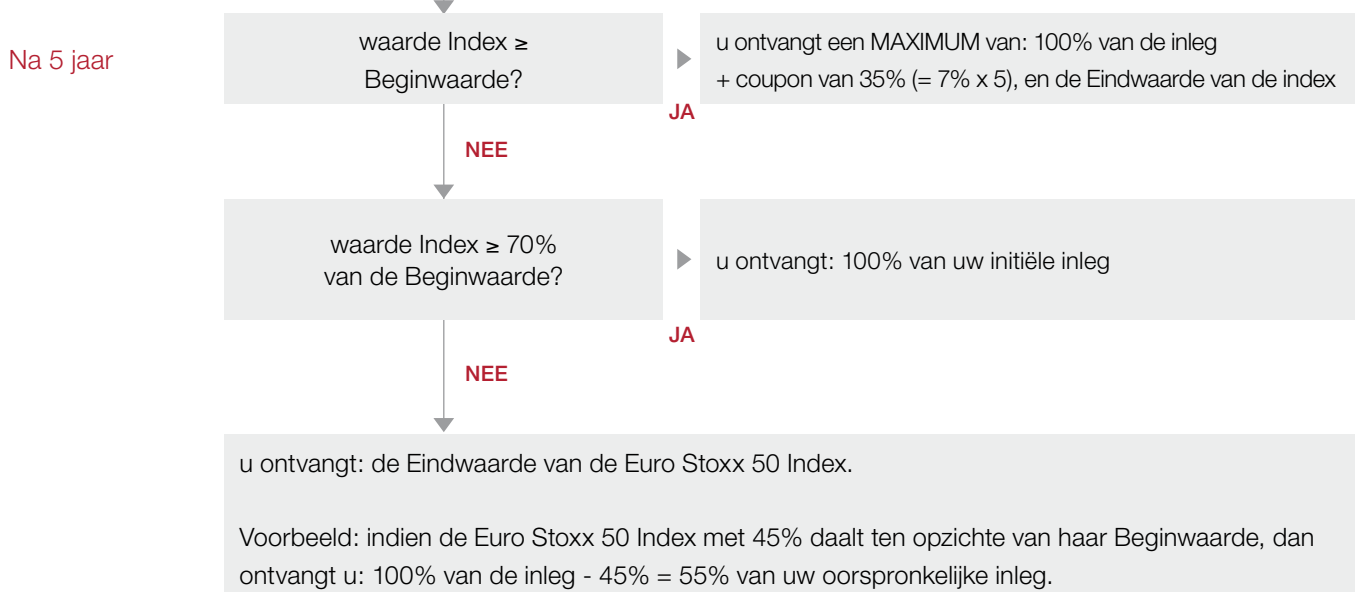 Na 5 jaar
waarde Index ≥
Beginwaarde?
u ontvangt een MAXIMUM van: 100% van de inleg
+ coupon van 35% (= 7% x 5), en de Eindwaarde van de index
JA
NEE
waarde Index ≥ 70%
van de Beginwaarde?
u ontvangt: 100% van uw initiële inleg
JA
NEE
u ontvangt: de Eindwaarde van de Euro Stoxx 50 Index.
Voorbeeld: indien de Euro Stoxx 50 Index met 45% daalt ten opzichte van haar Beginwaarde, dan
ontvangt u: 100% van de inleg - 45% = 55% van uw oorspronkelijke inleg.